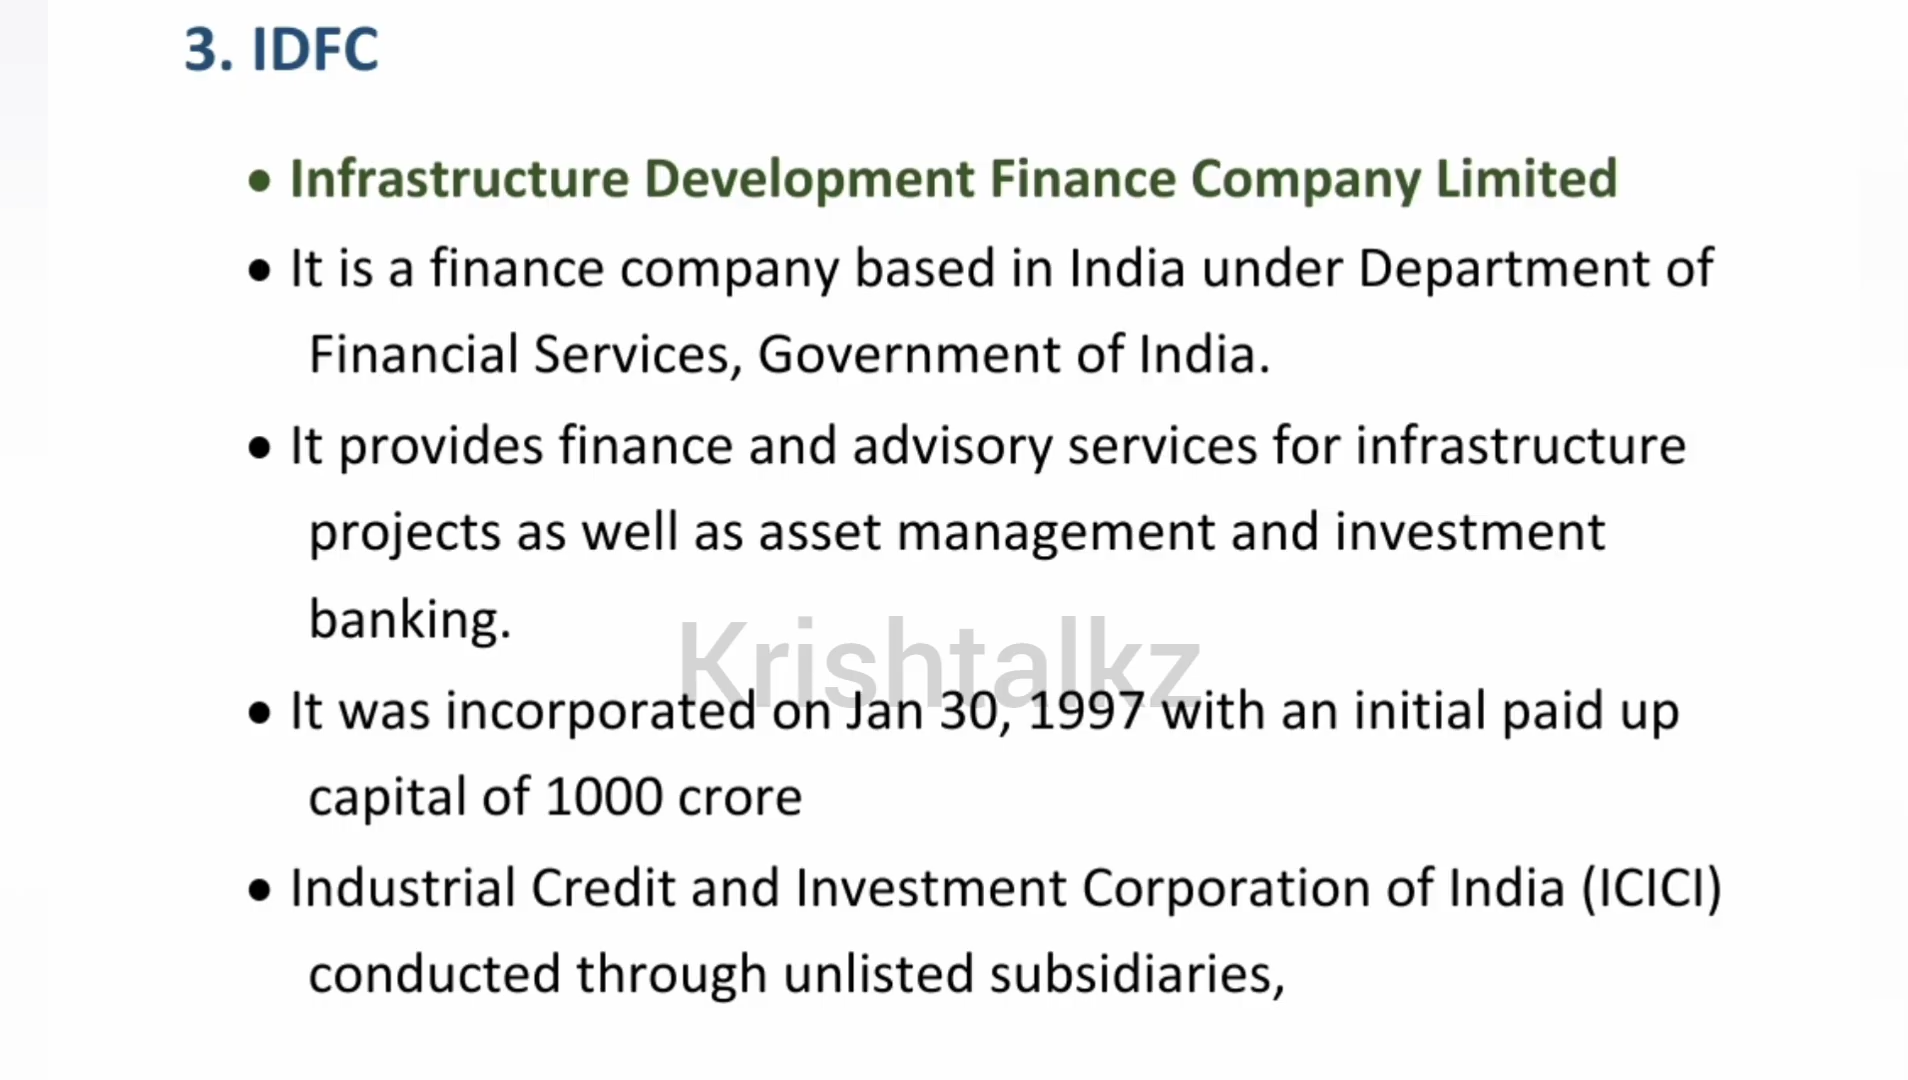 3. IDFC
• Infrastructure Development Finance Company Limited
• It is a finance company based in India under Department of
Financial Services, Government of India.
• It provides finance and advisory services for infrastructure
projects as well as asset management and investment
banking.
Krishtalkz
• It was incorporated on Jan 30, 1997 with an initial paid up
capital of 1000 crore
• Industrial Credit and Investment Corporation of India (ICICI)
conducted through unlisted subsidiaries,